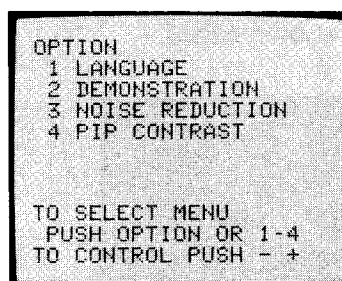 OPTION
1 LANGUAGE
2 DEMONSTRATION
3 NOISE REDUCTION
4 PIP CONTRAST
TO SELECT MENU
PUSH OPTION OR 1-4
TO CONTROL PUSH - +